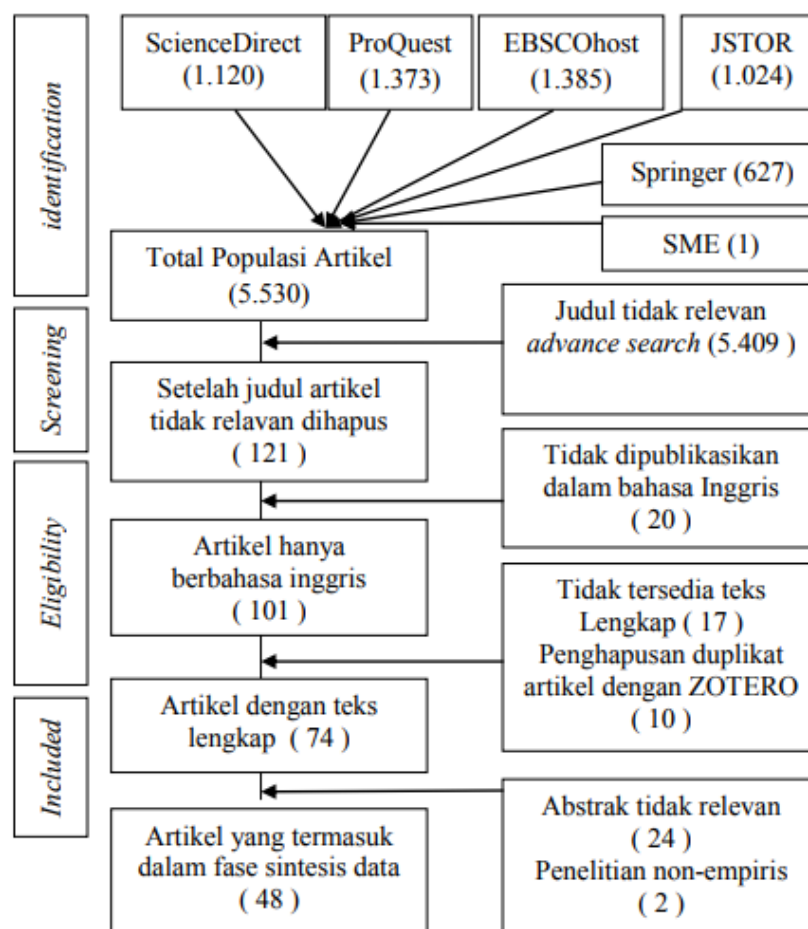 identification
ScienceDirect
(1.120)
ProQuest
(1.373)
EBSCOhost
(1.385)
JSTOR
(1.024)
Springer (627)
SME (1)
Total Populasi Artikel
(5.530)
Screening
Judul tidak relevan
advance search (5.409 )
Setelah judul artikel
tidak relavan dihapus
( 121 )
Eligibility
Tidak dipublikasikan
dalam bahasa Inggris
( 20 )
Artikel hanya
berbahasa inggris
( 101 )
Tidak tersedia teks
Lengkap ( 17 )
Penghapusan duplikat
artikel dengan ZOTERO
( 10 )
Included
Artikel dengan teks
lengkap ( 74 )
Abstrak tidak relevan
( 24 )
Penelitian non-empiris
( 2 )
Artikel yang termasuk
dalam fase sintesis data
( 48 )